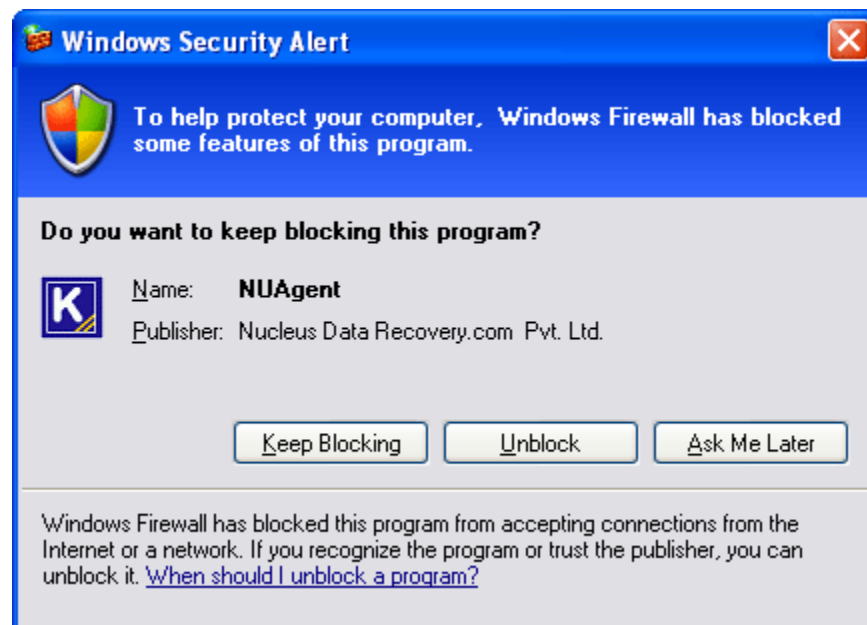 Windows Security Alert
To help protect your computer, Windows Firewall has blocked
some features of this program.
Do you want to keep blocking this program?
K
Name: NUAgent
Publisher: Nucleus Data Recovery.com Pvt. Ltd.
Keep Blocking Unblock Ask Me Later
Windows Firewall has blocked this program from accepting connections from the
Internet or a network. If you recognize the program or trust the publisher, you can
unblock it. When should I unblock a program?